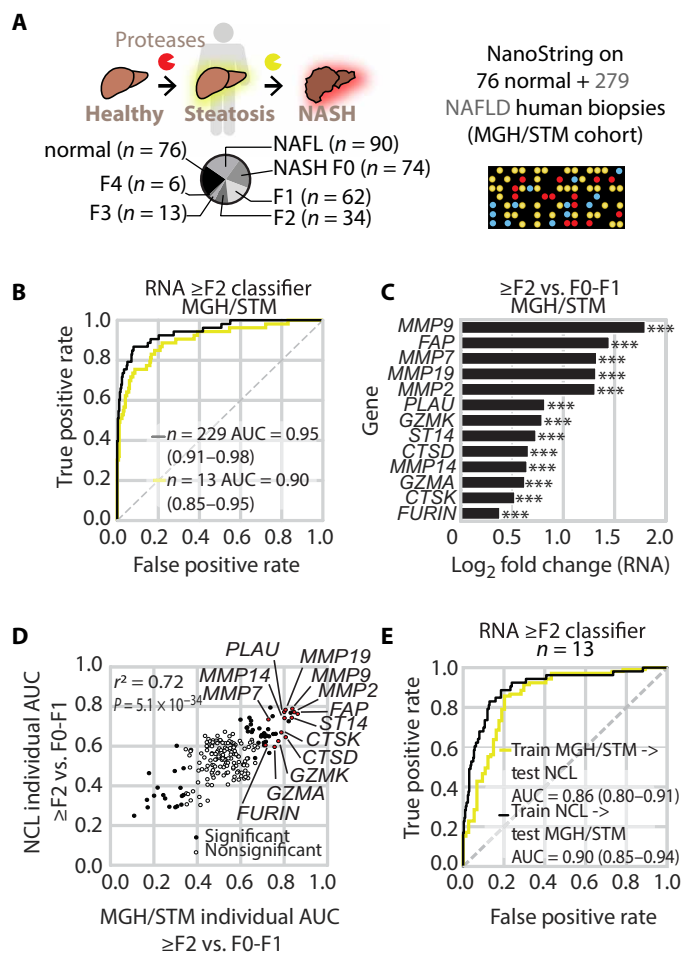 A
Proteases
Healthy
Steatosis
NASH
normal (n = 76)
F4 (n = 6)
F3 (n = 13)
NAFL (n = 90)
NASH F0 (n = 74)
F1 (n = 62)
F2 (n = 34)
NanoString on
76 normal + 279
NAFLD human biopsies
(MGH/STM cohort)
B
RNA ≥F2 classifier
MGH/STM
True positive rate
1.0
0.8
0.6
0.4
0.2
0.0
n = 229 AUC = 0.95
(0.91–0.98)
n = 13 AUC = 0.90
(0.85–0.95)
0.0 0.2 0.4 0.6 0.8 1.0
False positive rate
C
≥F2 vs. F0-F1
MGH/STM
Gene
MMP9 ***
FAP ***
MMP7 ***
MMP19 ***
MMP2 ***
PLAU ***
GZMK ***
ST14 ***
CTSD ***
MMP14 ***
GZMA ***
CTSK ***
FURIN ***
0 0.5 1.0 1.5 2.0
Log2 fold change (RNA)
D
NCL individual AUC
≥F2 vs. F0-F1
1.0
0.8
0.6
0.4
0.2
0.0
r² = 0.72
P = 5.1 × 10⁻³⁴
PLAU
MMP19
MMP14
MMP9
MMP7
MMP2
FAP
ST14
CTSK
CTSD
GZMK
GZMA
FURIN
Significant
Nonsignificant
0.0 0.2 0.4 0.6 0.8 1.0
MGH/STM individual AUC
≥F2 vs. F0-F1
E
RNA ≥F2 classifier
n = 13
True positive rate
1.0
0.8
0.6
0.4
0.2
0.0
Train MGH/STM ->
test NCL
AUC = 0.86 (0.80–0.91)
Train NCL ->
test MGH/STM
AUC = 0.90 (0.85–0.94)
0.0 0.2 0.4 0.6 0.8 1.0
False positive rate